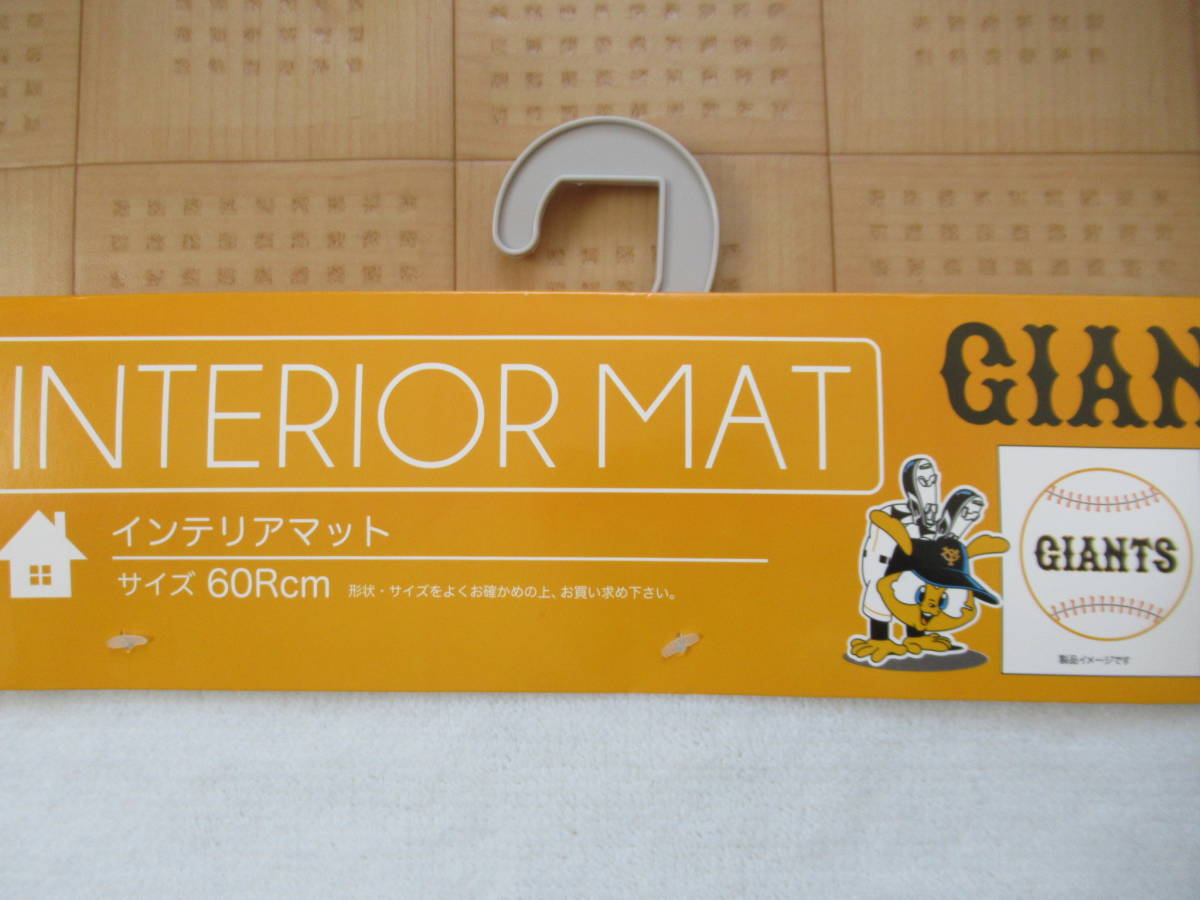 INTERIOR MAT
インテリアマット
サイズ 60Rcm 形状・サイズをよくお確かめの上、お買い求め下さい。
GIAN
GIANTS
製品イメージです